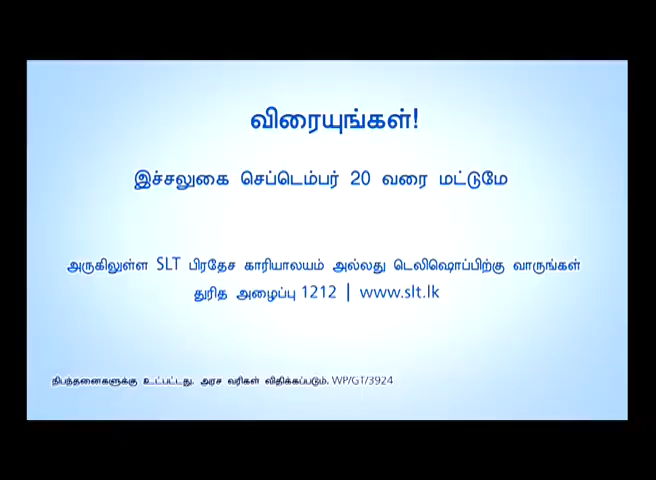 விரையுங்கள்!
இச்சலுகை செப்டெம்பர் 20 வரை மட்டுமே
அருகிலுள்ள SLT பிரதேச காரியாலயம் அல்லது டெலிஷொப்பிற்கு வாருங்கள்
துரித அழைப்பு 1212 | www.slt.lk
நிபந்தனைகளுக்கு உட்பட்டது. அரச வரிகள் விதிக்கப்படும். WP/GT/3924